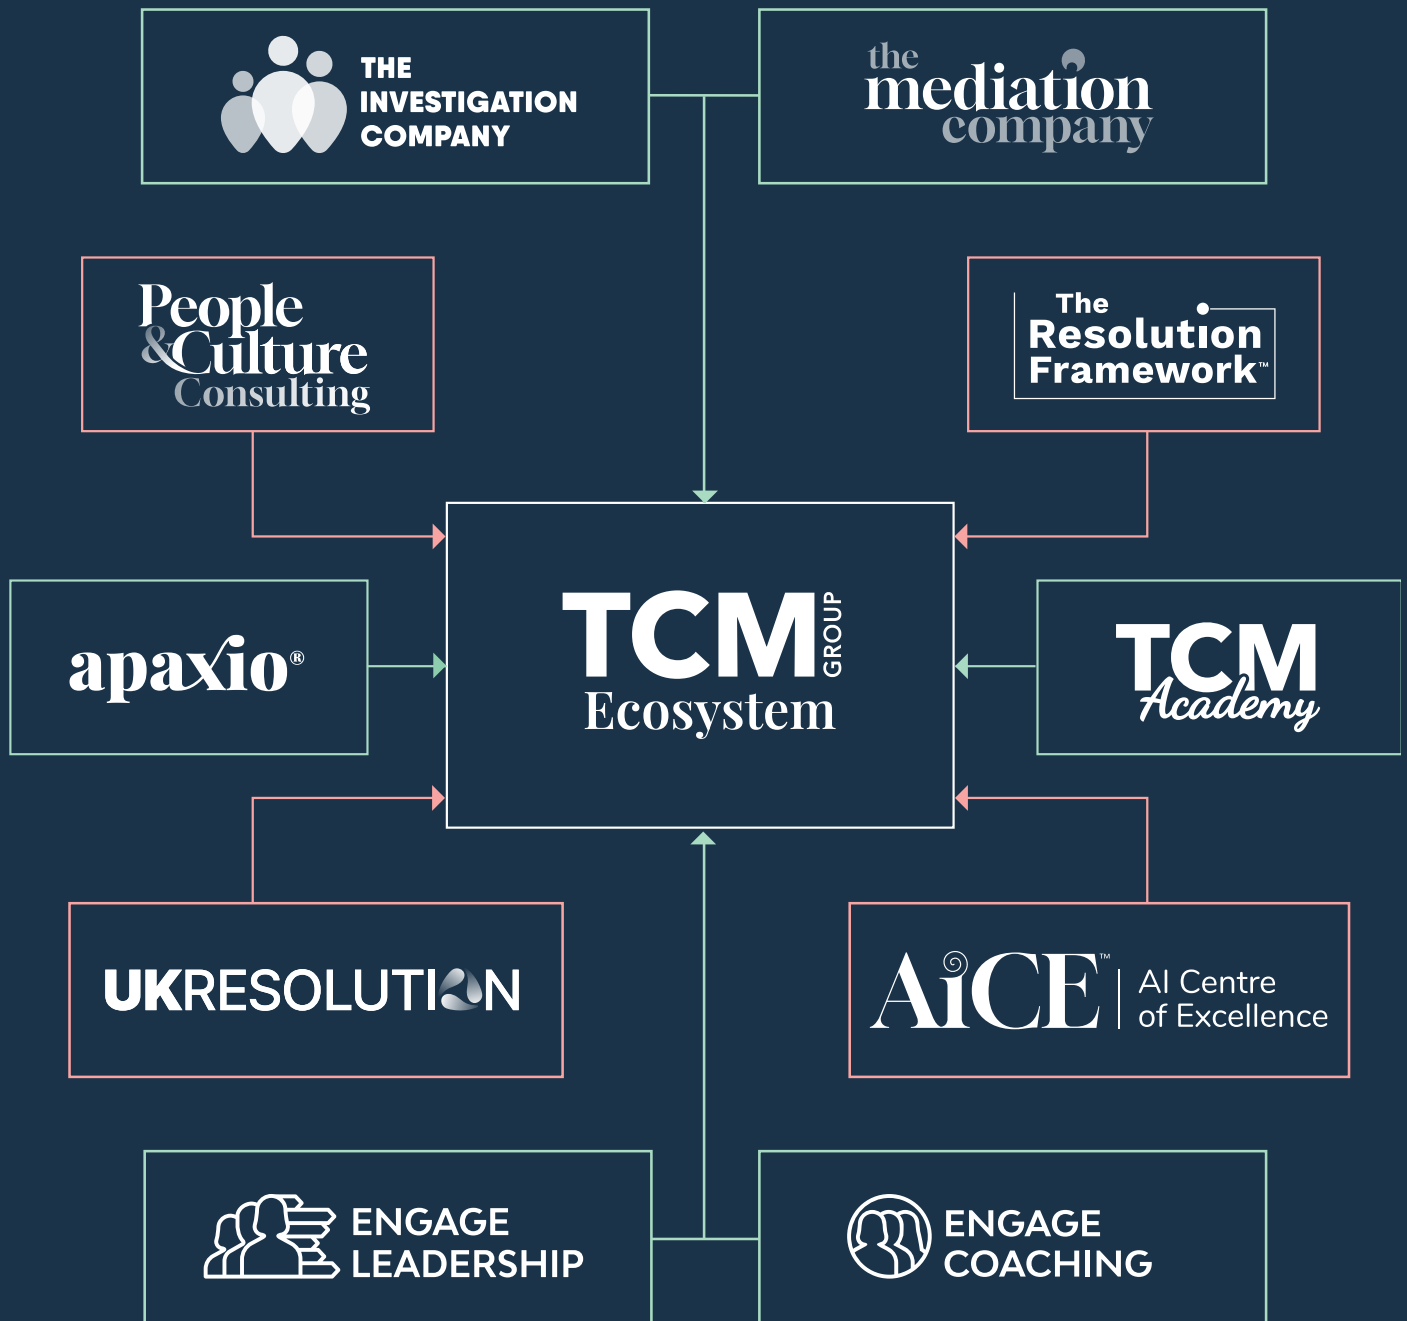 THE
INVESTIGATION
COMPANY
the
mediation
company
People
&Culture
Consulting
The
Resolution
Framework™
TCM GROUP
Ecosystem
apaxio®
TCM
Academy
UKRESOLUTION
AiCE™
AI Centre
of Excellence
ENGAGE
LEADERSHIP
ENGAGE
COACHING